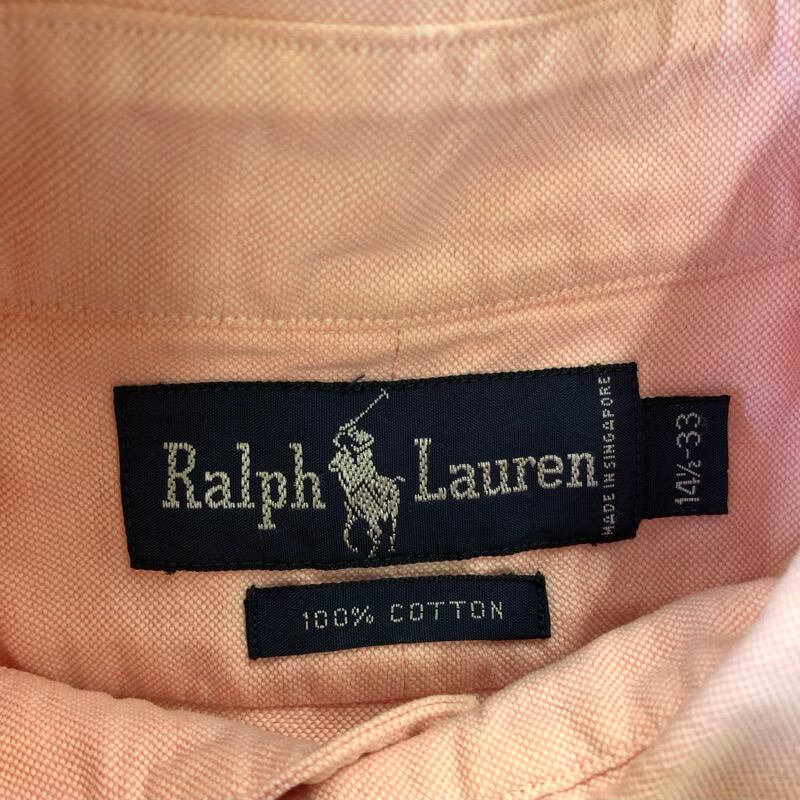 Ralph Lauren
MADE IN SINGAPORE
14½-33
100% COTTON